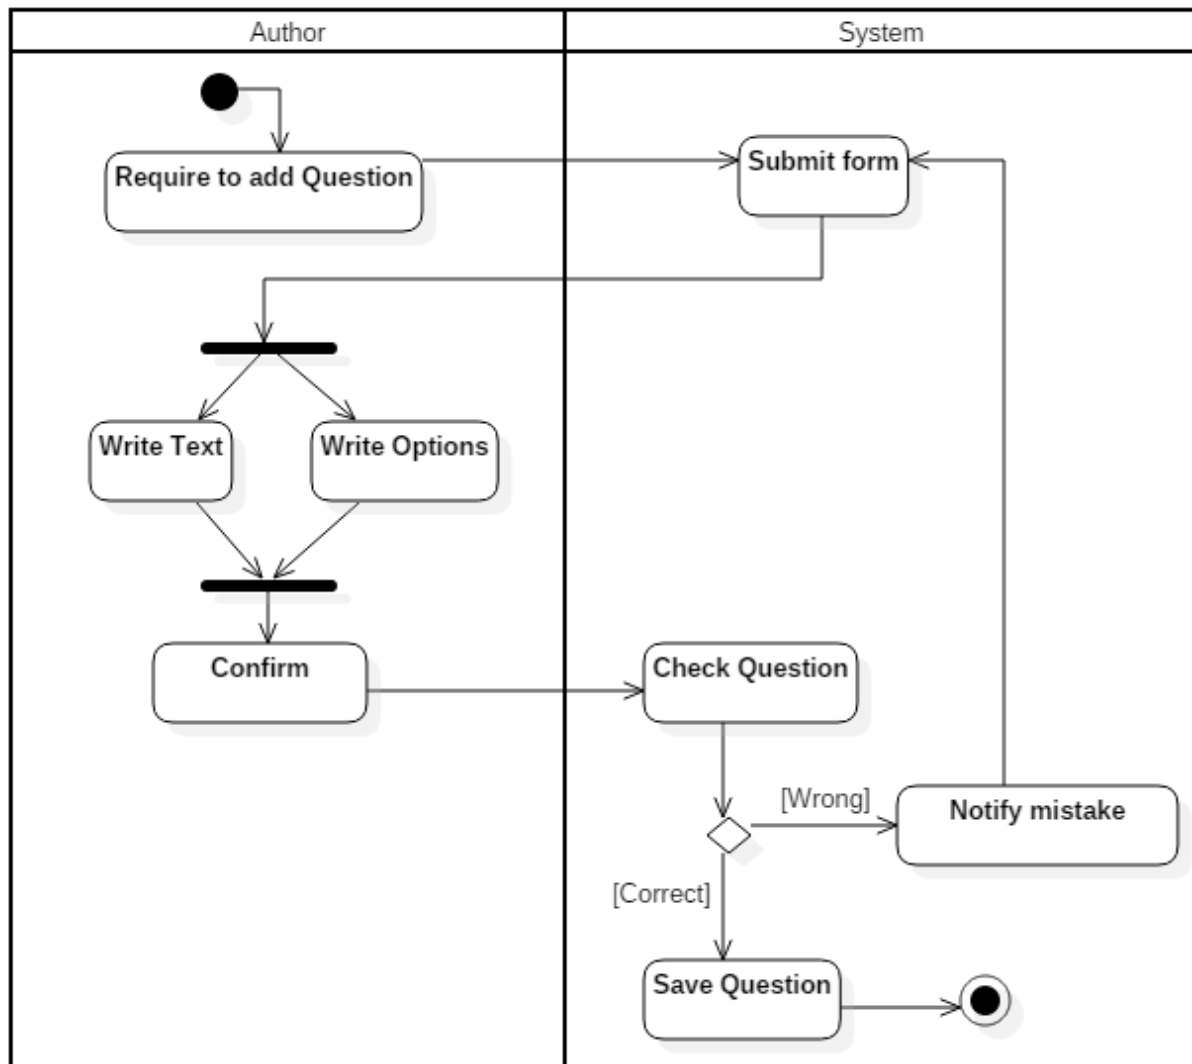 Author
System
Require to add Question
Submit form
Write Text
Write Options
Confirm
Check Question
[Wrong]
Notify mistake
[Correct]
Save Question